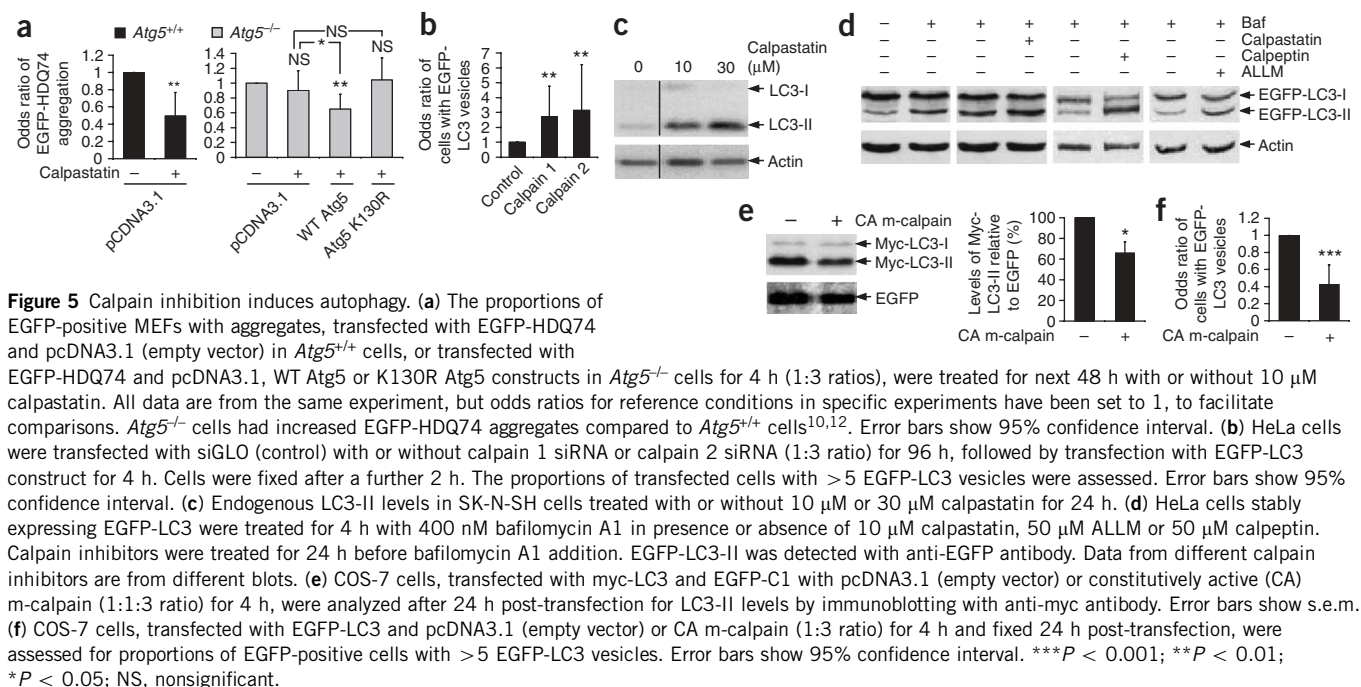 a
Atg5+/+ Atg5–/–
Odds ratio of
EGFP-HDQ74
aggregation
1.2
1
0.8
0.6
0.4
0.2
0
**
1.4
1.2
1
0.8
0.6
0.4
0.2
0
NS
NS * NS
**
Calpastatin – + – + + +
pCDNA3.1
pCDNA3.1
WT Atg5
Atg5 K130R
b
Odds ratio of
cells with EGFP-
LC3 vesicles
7
6
5
4
3
2
1
0
** **
Control
Calpain 1
Calpain 2
c
Calpastatin
0 10 30 (μM)
LC3-I
LC3-II
Actin
d
– + + + + + + + Baf
– – – + – – – – Calpastatin
– – – – – + – – Calpeptin
– – – – – – – + ALLM
EGFP-LC3-I
EGFP-LC3-II
Actin
e
– + CA m-calpain
Myc-LC3-I
Myc-LC3-II
EGFP
Levels of Myc-
LC3-II relative
to EGFP (%)
100
80
60
40
20
0
*
CA m-calpain – +
f
Odds ratio of
cells with EGFP-
LC3 vesicles
1.2
1
0.8
0.6
0.4
0.2
0
***
CA m-calpain – +
Figure 5 Calpain inhibition induces autophagy. (a) The proportions of
EGFP-positive MEFs with aggregates, transfected with EGFP-HDQ74
and pcDNA3.1 (empty vector) in Atg5+/+ cells, or transfected with
EGFP-HDQ74 and pcDNA3.1, WT Atg5 or K130R Atg5 constructs in Atg5–/– cells for 4 h (1:3 ratios), were treated for next 48 h with or without 10 μM
calpastatin. All data are from the same experiment, but odds ratios for reference conditions in specific experiments have been set to 1, to facilitate
comparisons. Atg5–/– cells had increased EGFP-HDQ74 aggregates compared to Atg5+/+ cells10,12. Error bars show 95% confidence interval. (b) HeLa cells
were transfected with siGLO (control) with or without calpain 1 siRNA or calpain 2 siRNA (1:3 ratio) for 96 h, followed by transfection with EGFP-LC3
construct for 4 h. Cells were fixed after a further 2 h. The proportions of transfected cells with >5 EGFP-LC3 vesicles were assessed. Error bars show 95%
confidence interval. (c) Endogenous LC3-II levels in SK-N-SH cells treated with or without 10 μM or 30 μM calpastatin for 24 h. (d) HeLa cells stably
expressing EGFP-LC3 were treated for 4 h with 400 nM bafilomycin A1 in presence or absence of 10 μM calpastatin, 50 μM ALLM or 50 μM calpeptin.
Calpain inhibitors were treated for 24 h before bafilomycin A1 addition. EGFP-LC3-II was detected with anti-EGFP antibody. Data from different calpain
inhibitors are from different blots. (e) COS-7 cells, transfected with myc-LC3 and EGFP-C1 with pcDNA3.1 (empty vector) or constitutively active (CA)
m-calpain (1:1:3 ratio) for 4 h, were analyzed after 24 h post-transfection for LC3-II levels by immunoblotting with anti-myc antibody. Error bars show s.e.m.
(f) COS-7 cells, transfected with EGFP-LC3 and pcDNA3.1 (empty vector) or CA m-calpain (1:3 ratio) for 4 h and fixed 24 h post-transfection, were
assessed for proportions of EGFP-positive cells with >5 EGFP-LC3 vesicles. Error bars show 95% confidence interval. ***P < 0.001; **P < 0.01;
*P < 0.05; NS, nonsignificant.